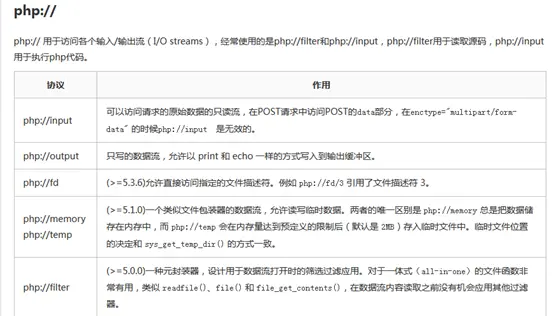 php://
php:// 用于访问各个输入/输出流（I/O streams），经常使用的是php://filter和php://input，php://filter用于读取源码，php://input
用于执行php代码。
协议 作用
php://input
可以访问请求的原始数据的只读流，在POST请求中访问POST的data部分，在enctype="multipart/form-
data" 的时候php://input 是无效的。
php://output 只写的数据流，允许以 print 和 echo 一样的方式写入到输出缓冲区。
php://fd (>=5.3.6)允许直接访问指定的文件描述符。例如 php://fd/3 引用了文件描述符 3。
php://memory
php://temp
(>=5.1.0)一个类似文件包装器的数据流，允许读写临时数据。两者的唯一区别是 php://memory 总是把数据储
存在内存中，而 php://temp 会在内存量达到预定义的限制后（默认是 2MB）存入临时文件中。临时文件位置
的决定和 sys_get_temp_dir() 的方式一致。
php://filter
(>=5.0.0)一种元封装器，设计用于数据流打开时的筛选过滤应用。对于一体式（all-in-one）的文件函数非
常有用，类似 readfile()、file() 和 file_get_contents()，在数据流内容读取之前没有机会应用其他过滤
器。